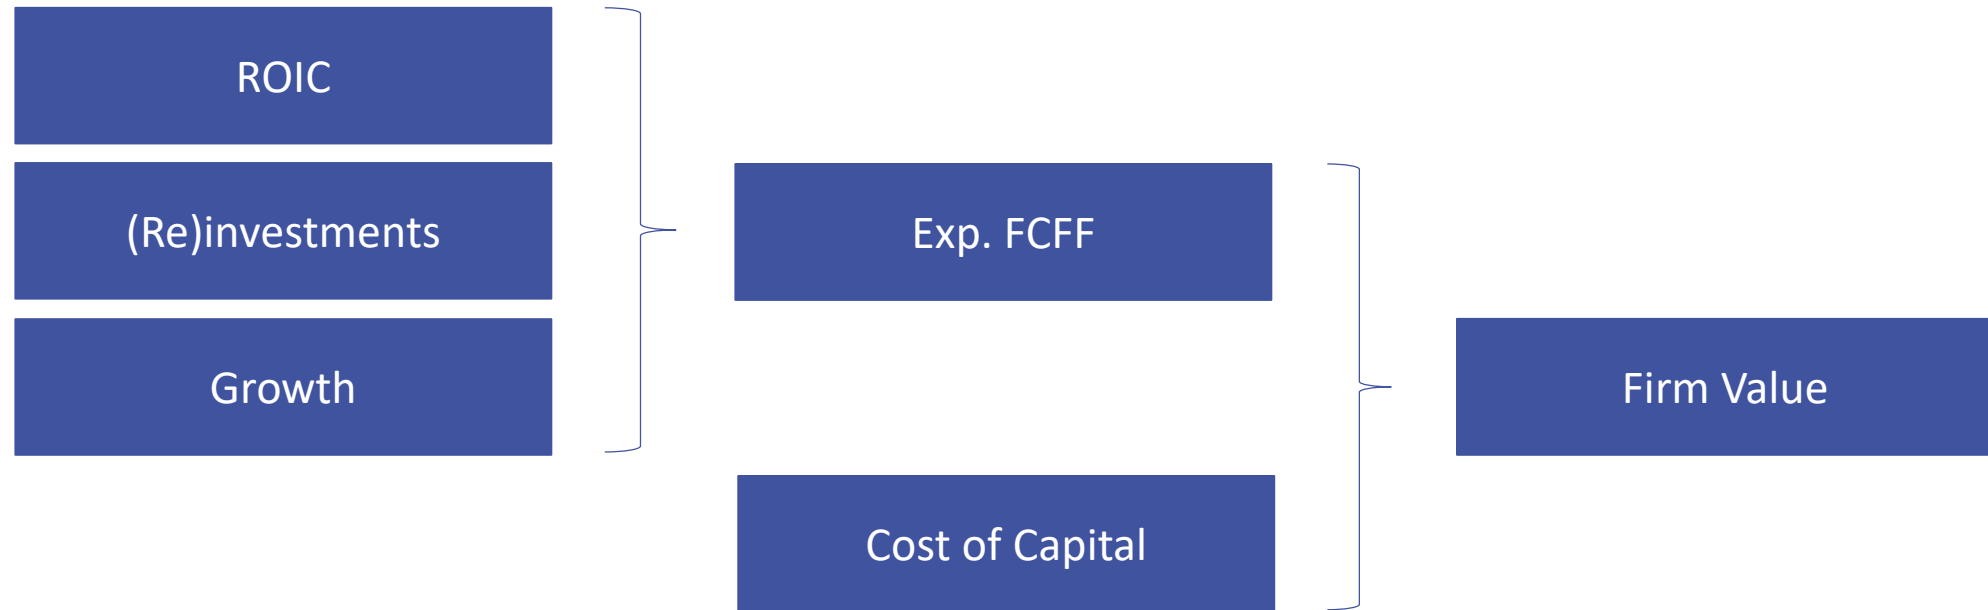 ROIC
(Re)investments
Growth
Exp. FCFF
Cost of Capital
Firm Value